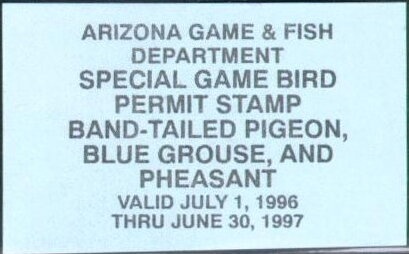 ARIZONA GAME & FISH
DEPARTMENT
SPECIAL GAME BIRD
PERMIT STAMP
BAND-TAILED PIGEON,
BLUE GROUSE, AND
PHEASANT
VALID JULY 1, 1996
THRU JUNE 30, 1997